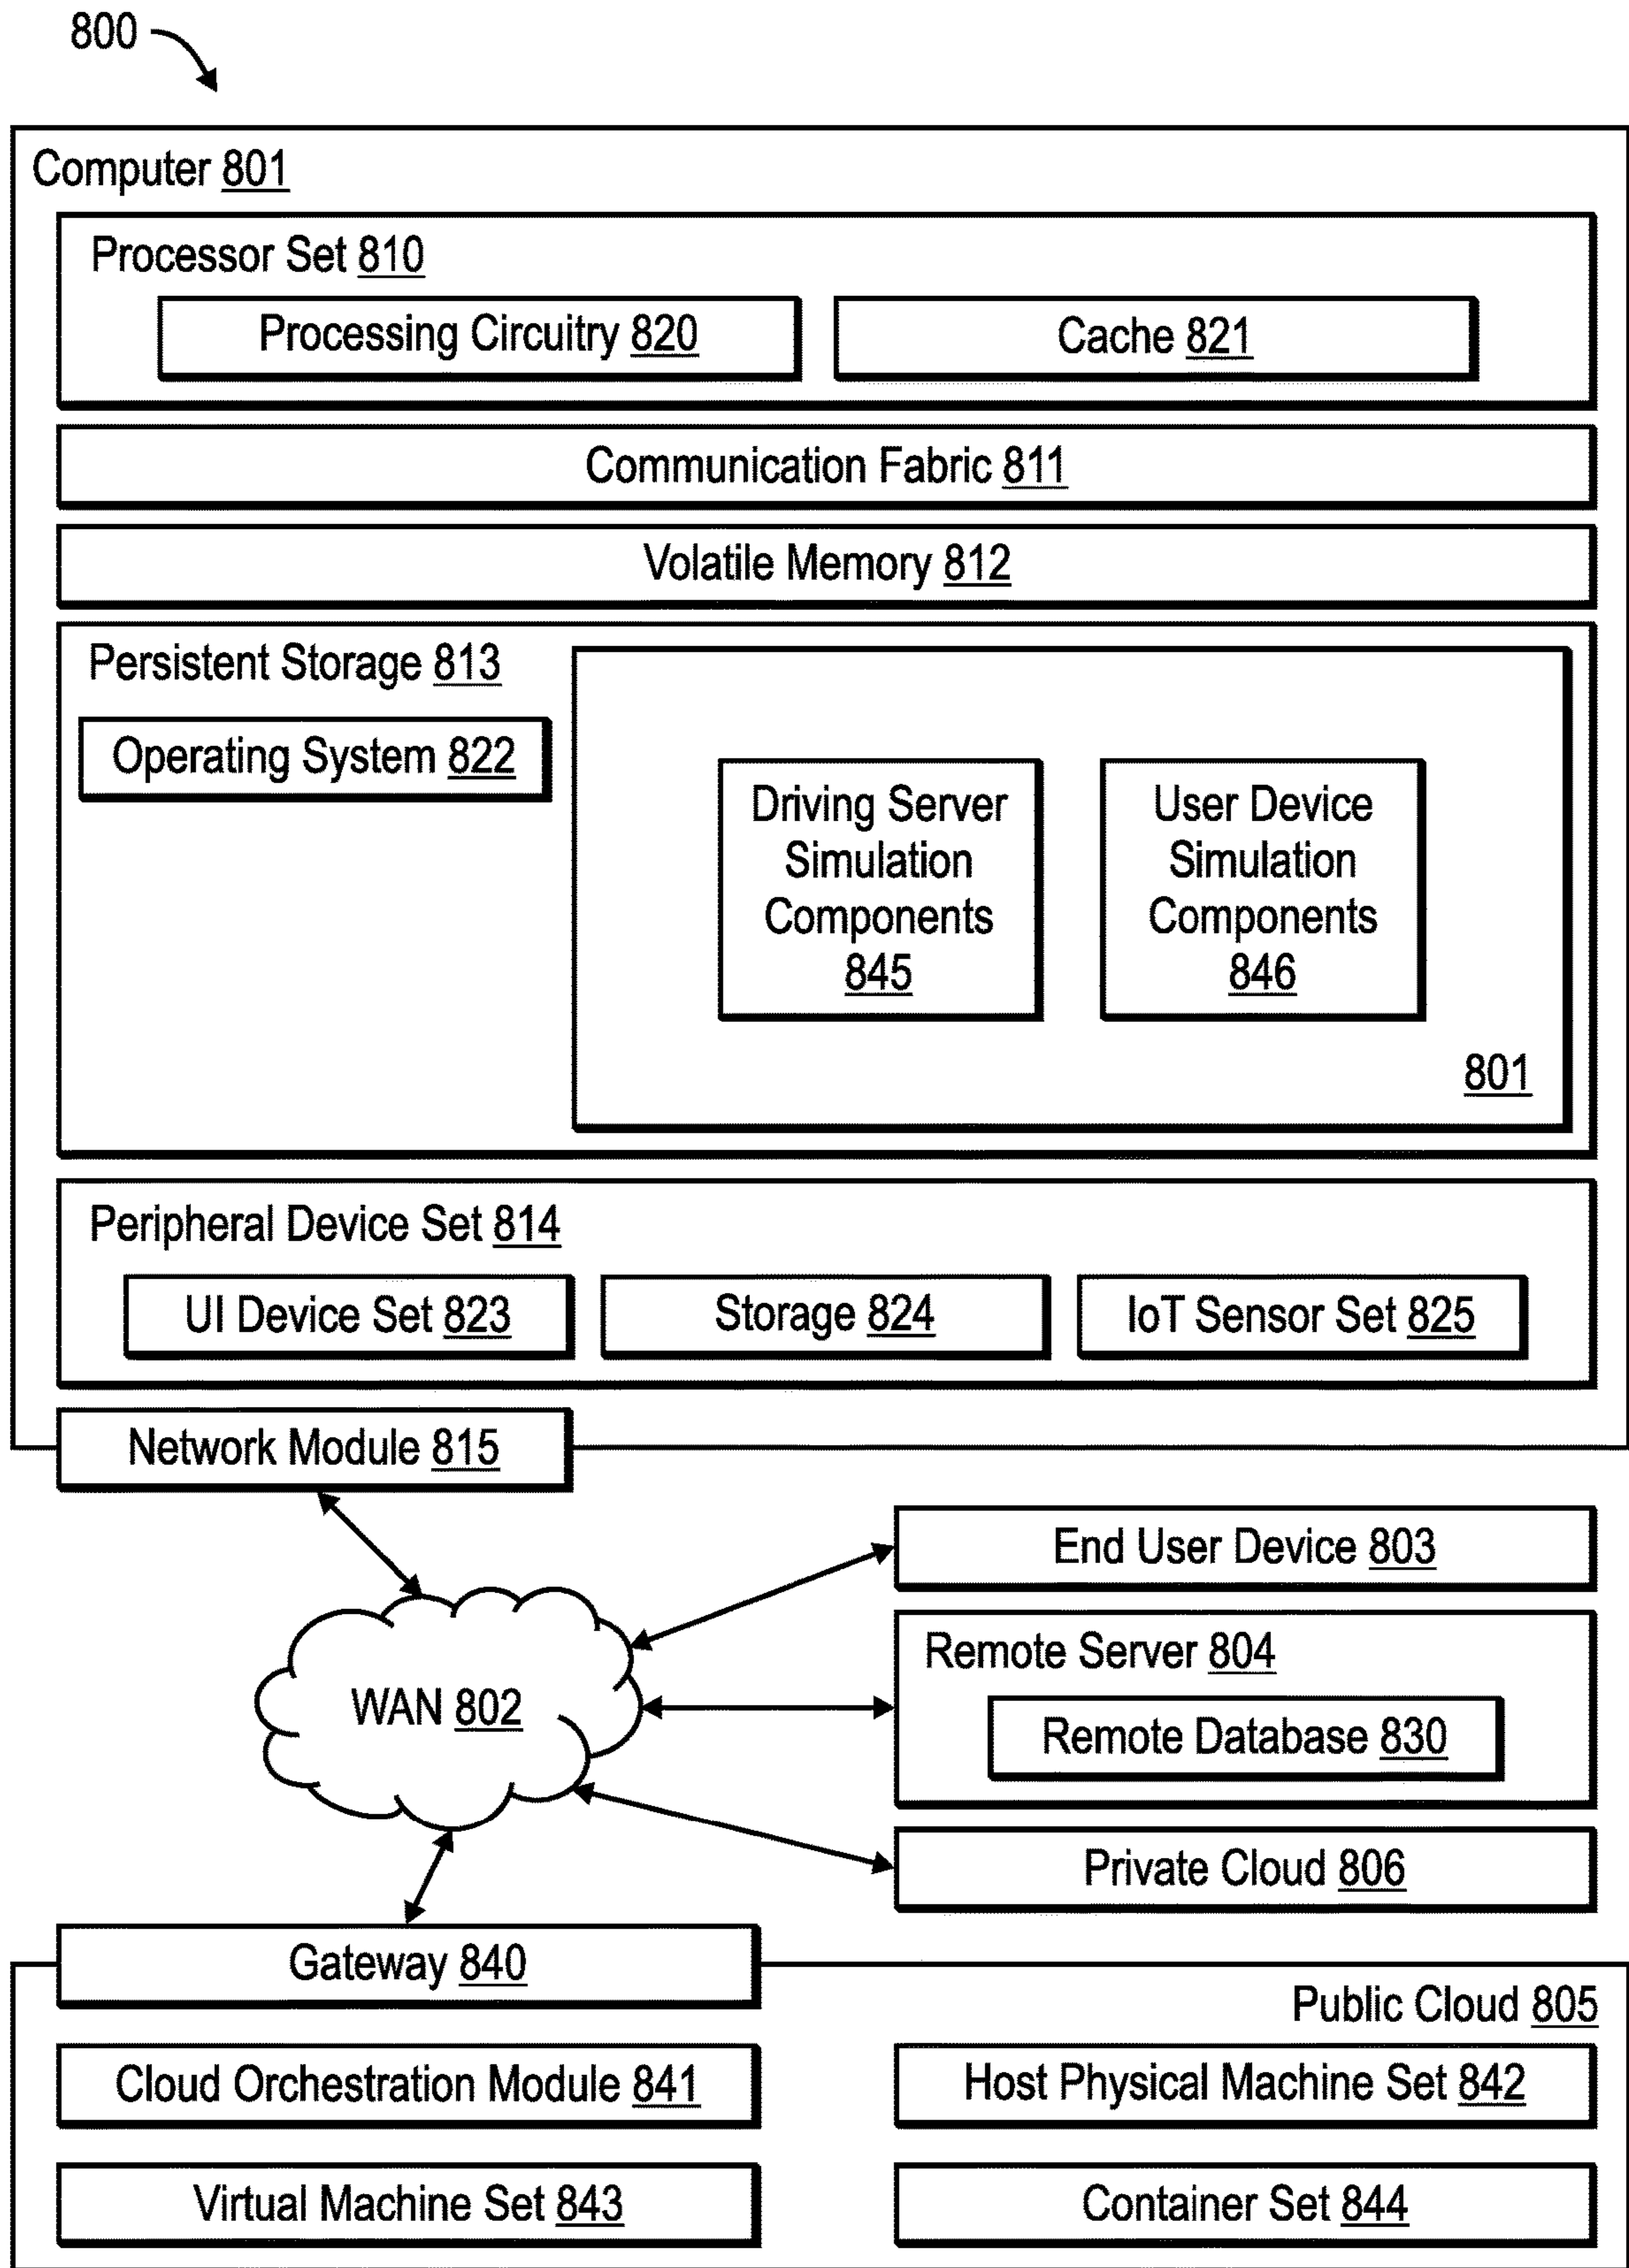 800
Computer 801
Processor Set 810
Processing Circuitry 820
Cache 821
Communication Fabric 811
Volatile Memory 812
Persistent Storage 813
Operating System 822
Driving Server
Simulation
Components
845
User Device
Simulation
Components
846
801
Peripheral Device Set 814
UI Device Set 823
Storage 824
IoT Sensor Set 825
Network Module 815
End User Device 803
Remote Server 804
Remote Database 830
WAN 802
Private Cloud 806
Gateway 840
Public Cloud 805
Cloud Orchestration Module 841
Host Physical Machine Set 842
Virtual Machine Set 843
Container Set 844